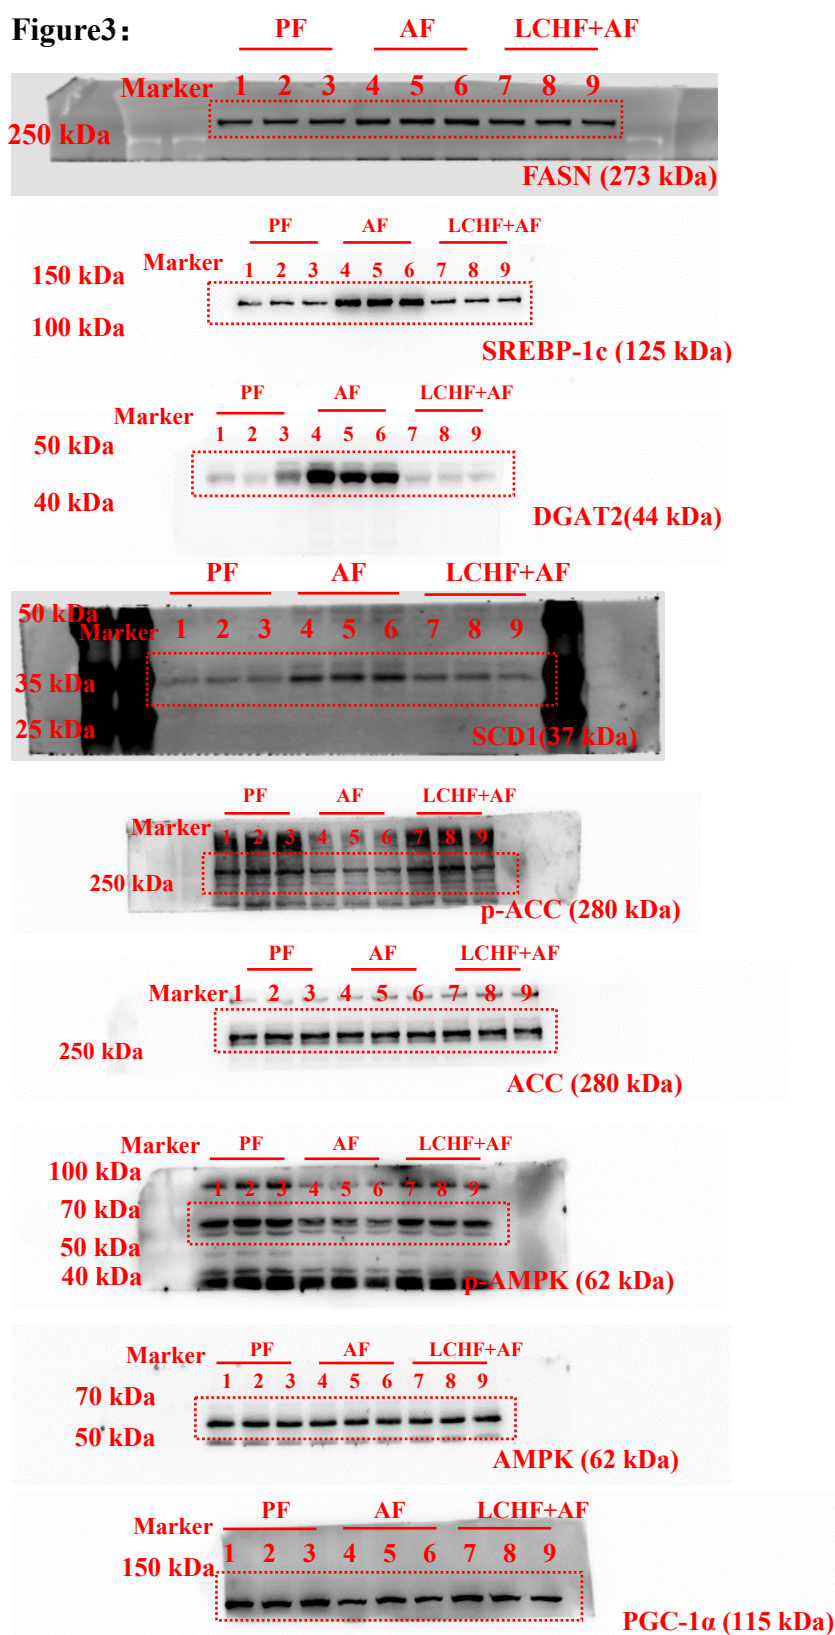 Figure3:
PF AF LCHF+AF
Marker 1 2 3 4 5 6 7 8 9
250 kDa
FASN (273 kDa)
PF AF LCHF+AF
Marker 1 2 3 4 5 6 7 8 9
150 kDa
100 kDa
SREBP-1c (125 kDa)
PF AF LCHF+AF
Marker 1 2 3 4 5 6 7 8 9
50 kDa
40 kDa
DGAT2(44 kDa)
PF AF LCHF+AF
50 kDa
Marker 1 2 3 4 5 6 7 8 9
35 kDa
25 kDa
SCD1(37 kDa)
PF AF LCHF+AF
Marker 1 2 3 4 5 6 7 8 9
250 kDa
p-ACC (280 kDa)
PF AF LCHF+AF
Marker 1 2 3 4 5 6 7 8 9
250 kDa
ACC (280 kDa)
Marker PF AF LCHF+AF
100 kDa
1 2 3 4 5 6 7 8 9
70 kDa
50 kDa
40 kDa
p-AMPK (62 kDa)
Marker PF AF LCHF+AF
1 2 3 4 5 6 7 8 9
70 kDa
50 kDa
AMPK (62 kDa)
PF AF LCHF+AF
Marker
1 2 3 4 5 6 7 8 9
150 kDa
PGC-1α (115 kDa)